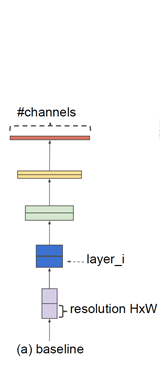 #channels
layer_i
resolution HxW
(a) baseline